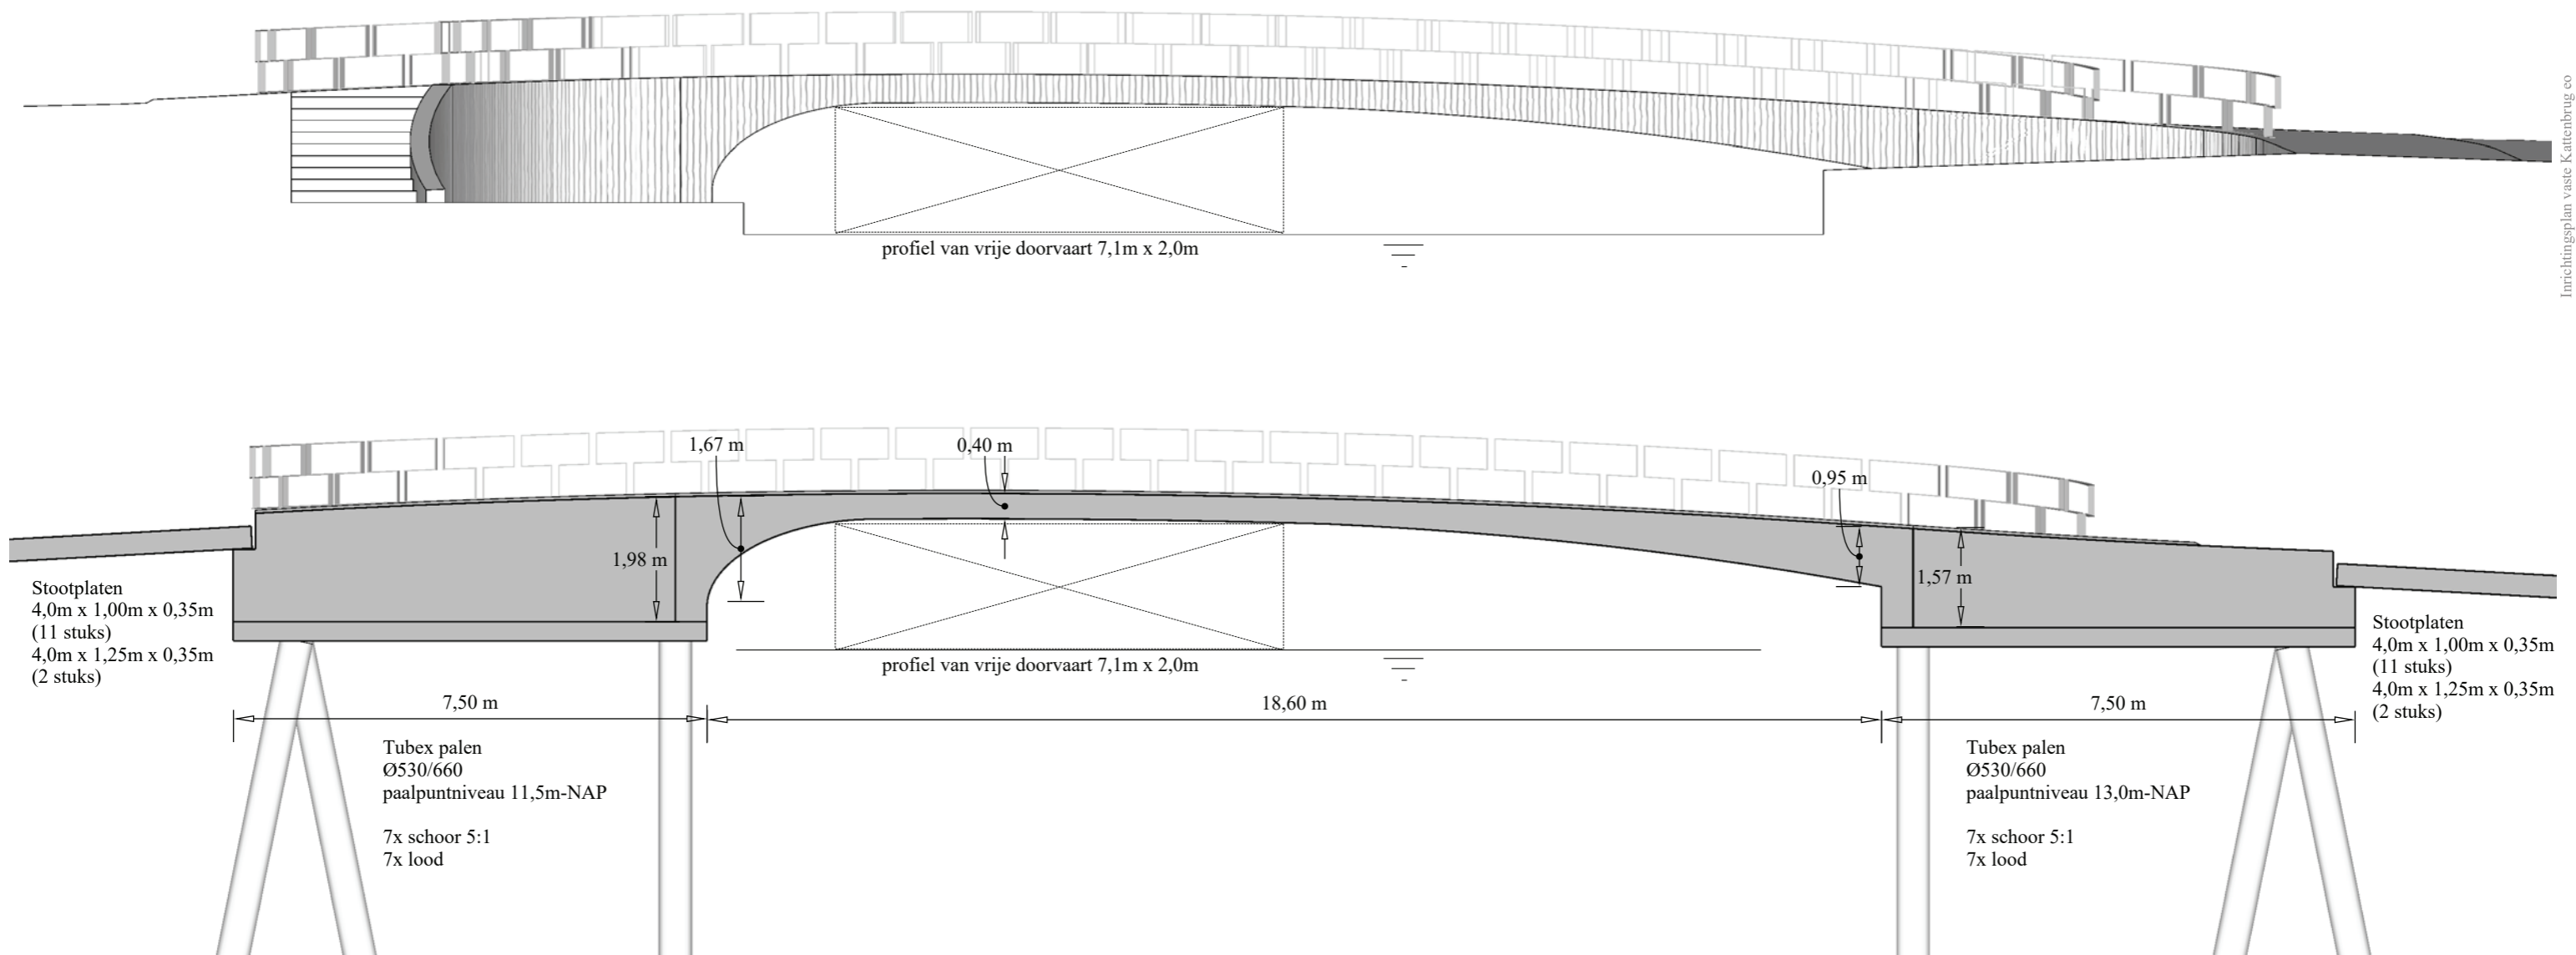 Inrichtingsplan vaste Kattenbrug eo
profiel van vrije doorvaart 7,1m x 2,0m
1,67 m
0,40 m
0,95 m
1,98 m
1,57 m
Stootplaten
4,0m x 1,00m x 0,35m
(11 stuks)
4,0m x 1,25m x 0,35m
(2 stuks)
profiel van vrije doorvaart 7,1m x 2,0m
Stootplaten
4,0m x 1,00m x 0,35m
(11 stuks)
4,0m x 1,25m x 0,35m
(2 stuks)
7,50 m
18,60 m
7,50 m
Tubex palen
Ø530/660
paalpuntniveau 11,5m-NAP
7x schoor 5:1
7x lood
Tubex palen
Ø530/660
paalpuntniveau 13,0m-NAP
7x schoor 5:1
7x lood